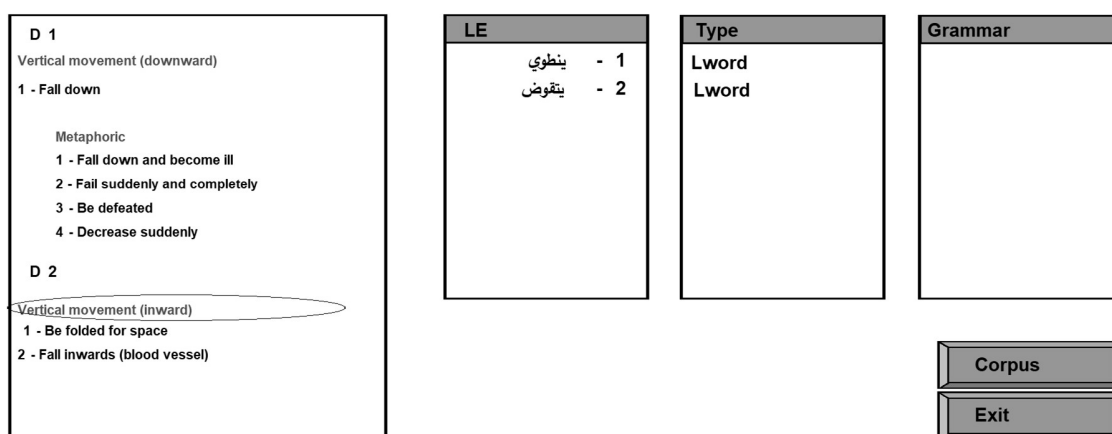 D 1
Vertical movement (downward)
1 - Fall down
Metaphoric
1 - Fall down and become ill
2 - Fail suddenly and completely
3 - Be defeated
4 - Decrease suddenly
D 2
Vertical movement (inward)
1 - Be folded for space
2 - Fall inwards (blood vessel)
LE
1 - ينطوي
2 - يتقوض
Type
Lword
Lword
Grammar
Corpus
Exit